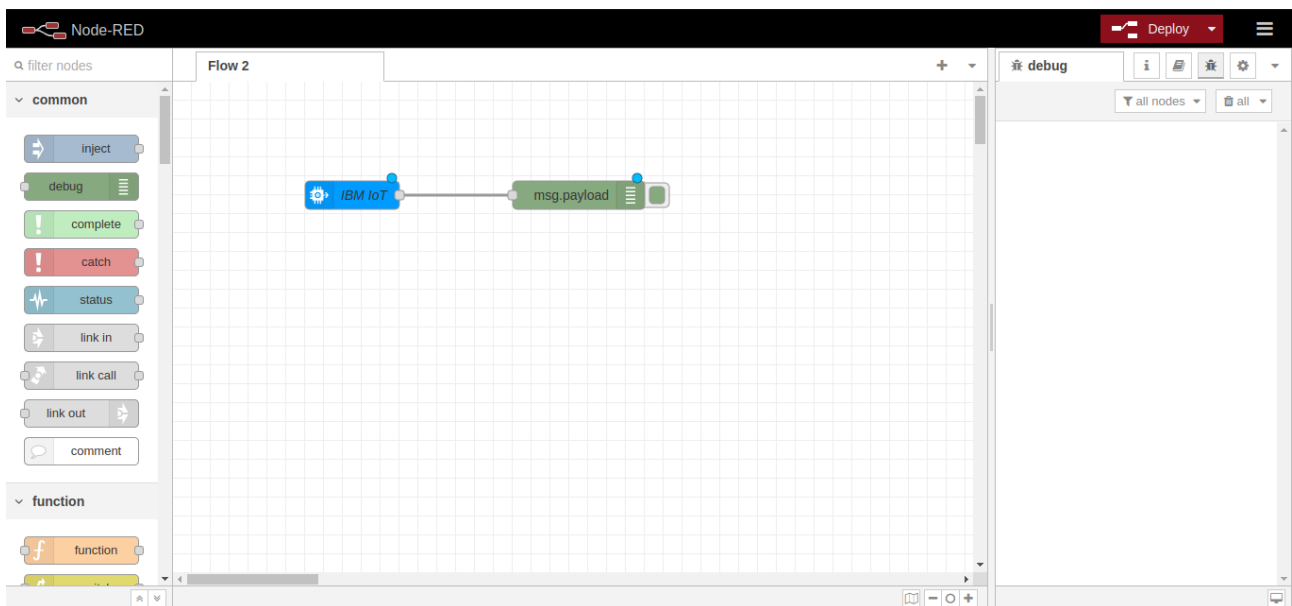 Node-RED
Deploy
filter nodes
Flow 2
debug
i
all nodes
all
common
inject
debug
complete
catch
status
link in
link call
link out
comment
function
function
IBM IoT
msg.payload